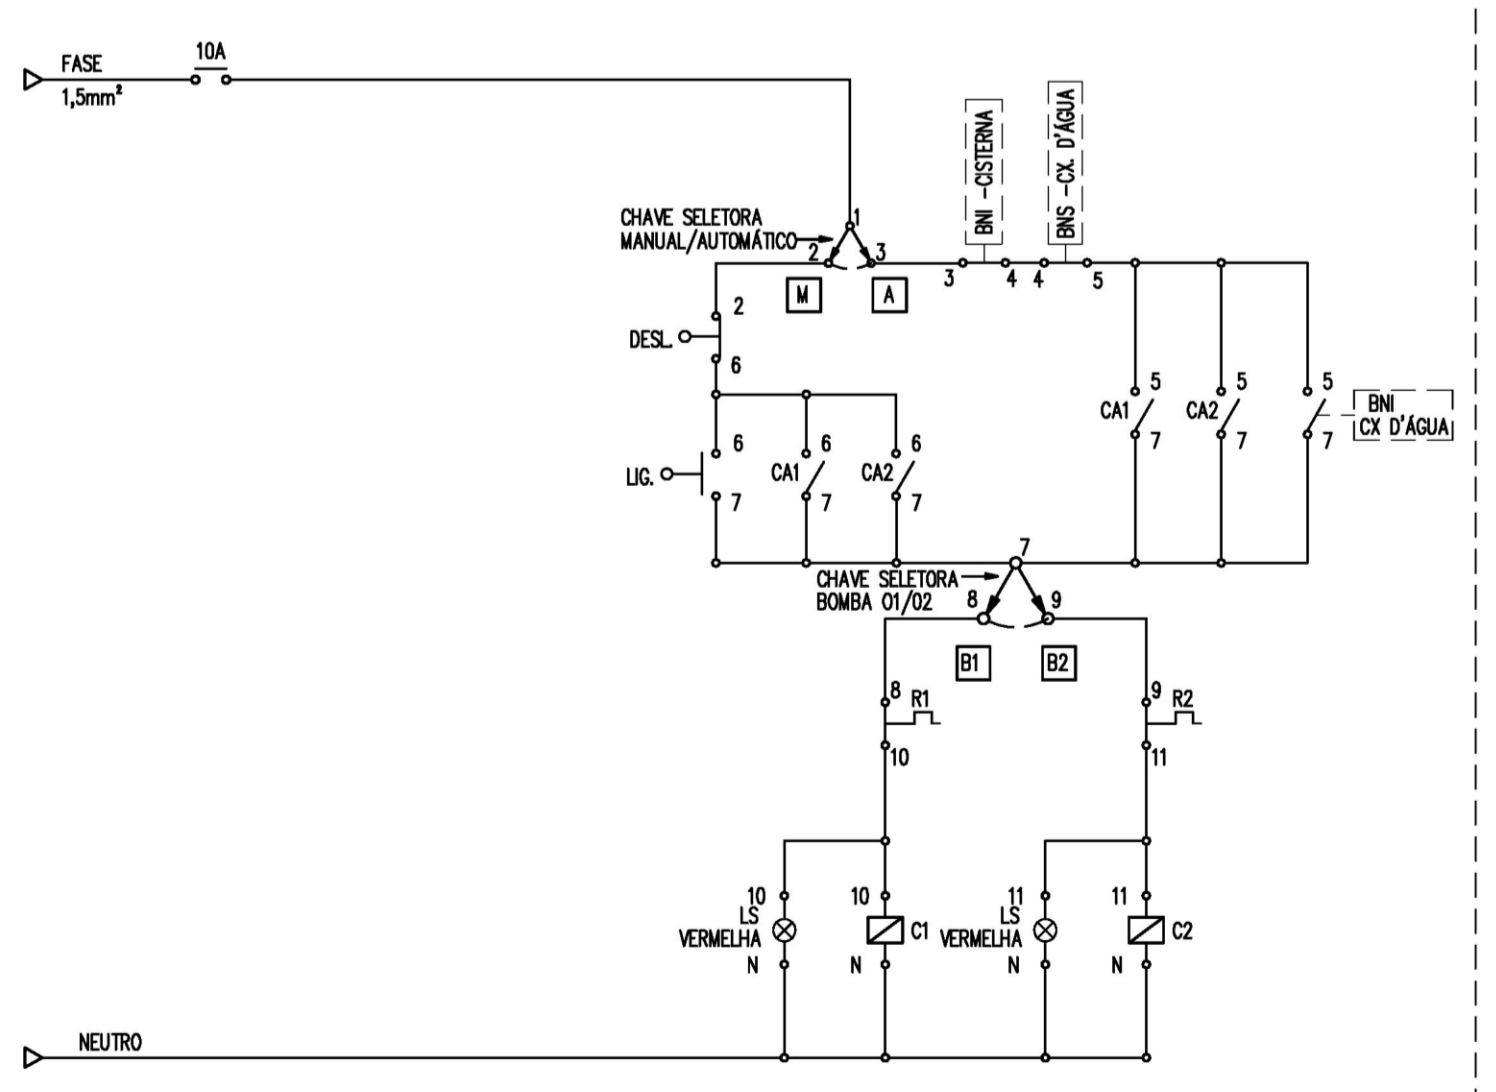 FASE
10A
1,5mm²
BNI -CISTERNA
BNS -CX. D'ÁGUA
CHAVE SELETORA
MANUAL/AUTOMÁTICO
1
2
3
M
A
3
4
4
5
2
DESL.
6
5
CA1
7
5
CA2
7
5
7
BNI
CX D'ÁGUA
6
LIG.
7
6
CA1
7
6
CA2
7
7
CHAVE SELETORA
BOMBA 01/02
8
9
B1
B2
8
R1
10
9
R2
11
10
LS
VERMELHA
N
10
C1
N
11
LS
VERMELHA
N
11
C2
N
NEUTRO